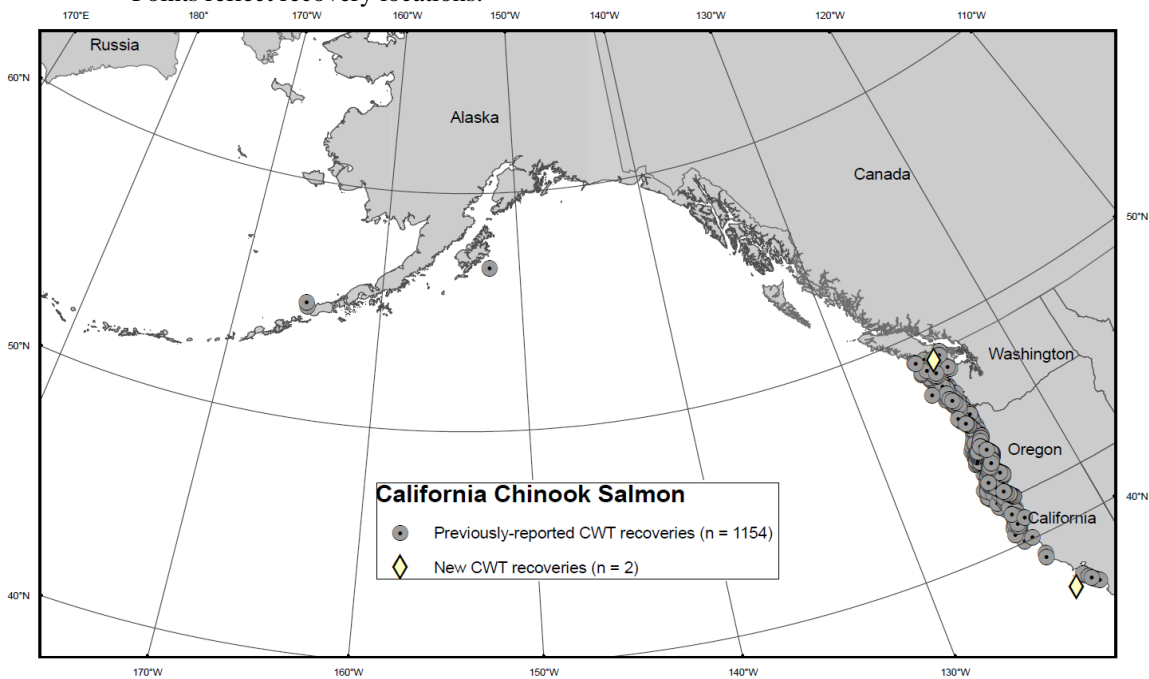 Points reflect recovery locations.
170°E 180° 170°W 160°W 150°W 140°W 130°W 120°W 110°W
Russia
60°N
Alaska
Canada
50°N
50°N
Washington
Oregon
40°N
California Chinook Salmon
Previously-reported CWT recoveries (n = 1154)
California
New CWT recoveries (n = 2)
40°N
170°W 160°W 150°W 140°W 130°W